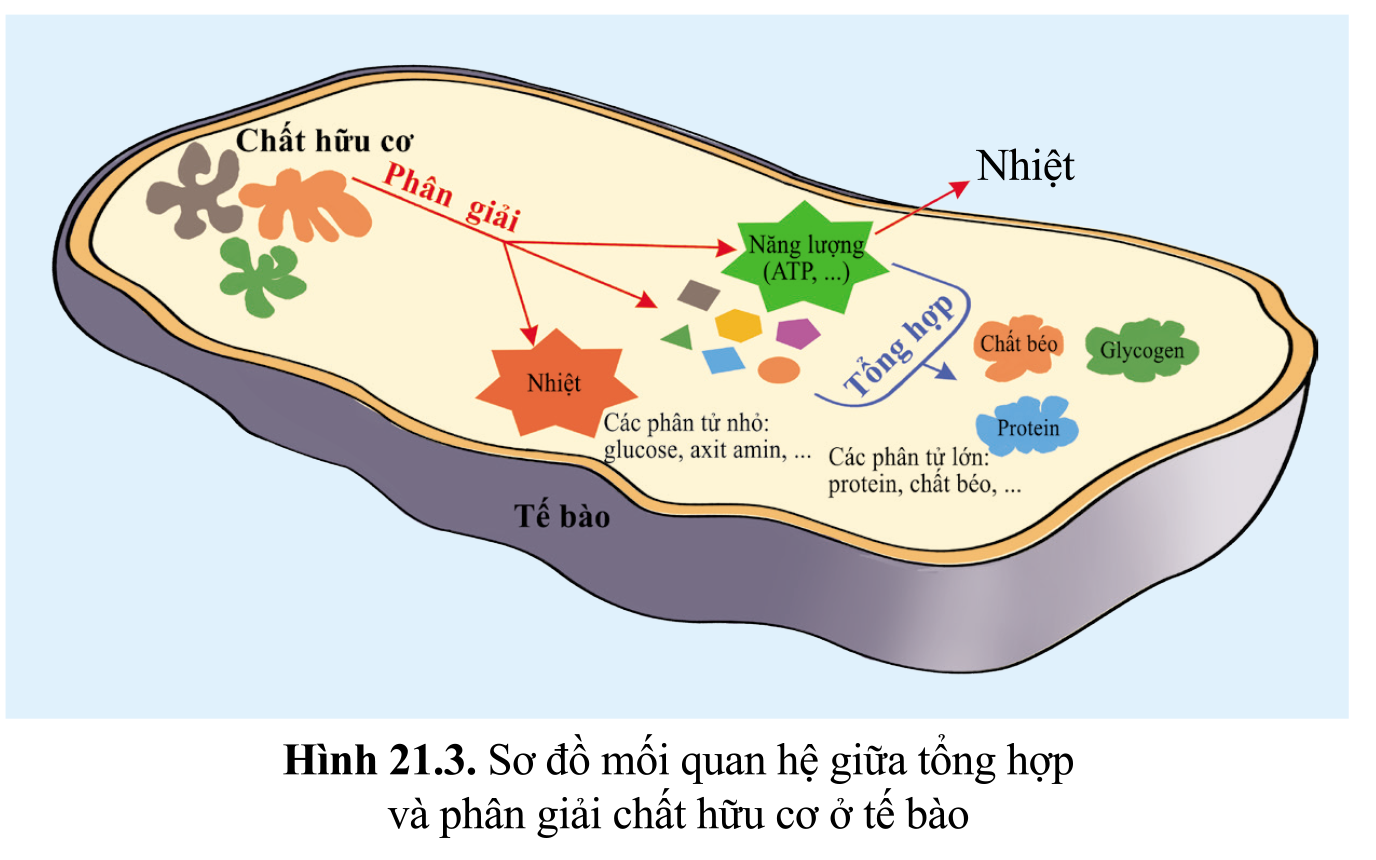 Chất hữu cơ
Phân giải
Nhiệt
Năng lượng
(ATP, ...)
Tổng hợp
Nhiệt
Chất béo
Glycogen
Protein
Các phân tử nhỏ:
glucose, axit amin, ...
Các phân tử lớn:
protein, chất béo, ...
Tế bào
Hình 21.3. Sơ đồ mối quan hệ giữa tổng hợp
và phân giải chất hữu cơ ở tế bào